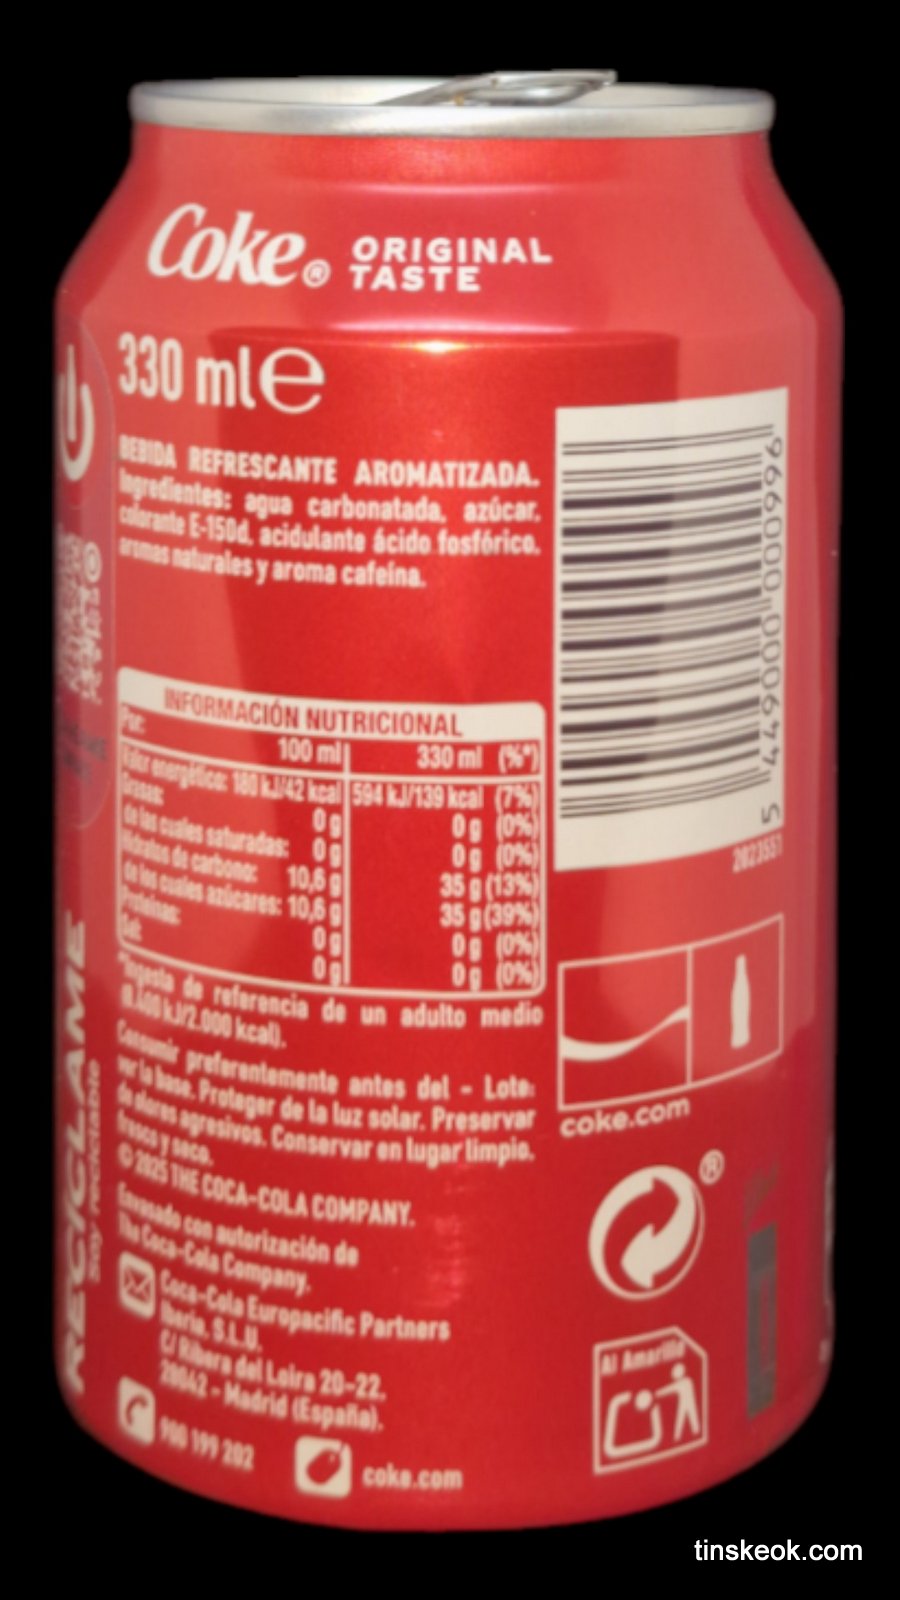 Coke® ORIGINAL
TASTE
330 ml e
BEBIDA REFRESCANTE AROMATIZADA.
Ingredientes: agua carbonatada, azúcar,
colorante E-150d, acidulante ácido fosfórico,
aromas naturales y aroma cafeína.
INFORMACIÓN NUTRICIONAL
Por: 100 ml 330 ml (%*)
Valor energético: 180 kJ/42 kcal 594 kJ/139 kcal (7%)
Grasas: 0 g 0 g (0%)
de las cuales saturadas: 0 g 0 g (0%)
Hidratos de carbono: 10,6 g 35 g (13%)
de los cuales azúcares: 10,6 g 35 g (39%)
Proteínas: 0 g 0 g (0%)
Sal: 0 g 0 g (0%)
*Ingesta de referencia de un adulto medio
(8.400 kJ/2.000 kcal).
Consumir preferentemente antes del - Lote:
ver la base. Proteger de la luz solar. Preservar
de olores agresivos. Conservar en lugar limpio,
fresco y seco.
© 2025 THE COCA-COLA COMPANY.
Envasado con autorización de
The Coca-Cola Company.
Coca-Cola Europacific Partners
Iberia, S.L.U.
C/ Ribera del Loira 20-22.
28042 - Madrid (España).
900 199 202
coke.com
5 449000 000996
2023551
coke.com
®
Al Amarillo
RECICLAME
Soy reciclable
tinskeok.com